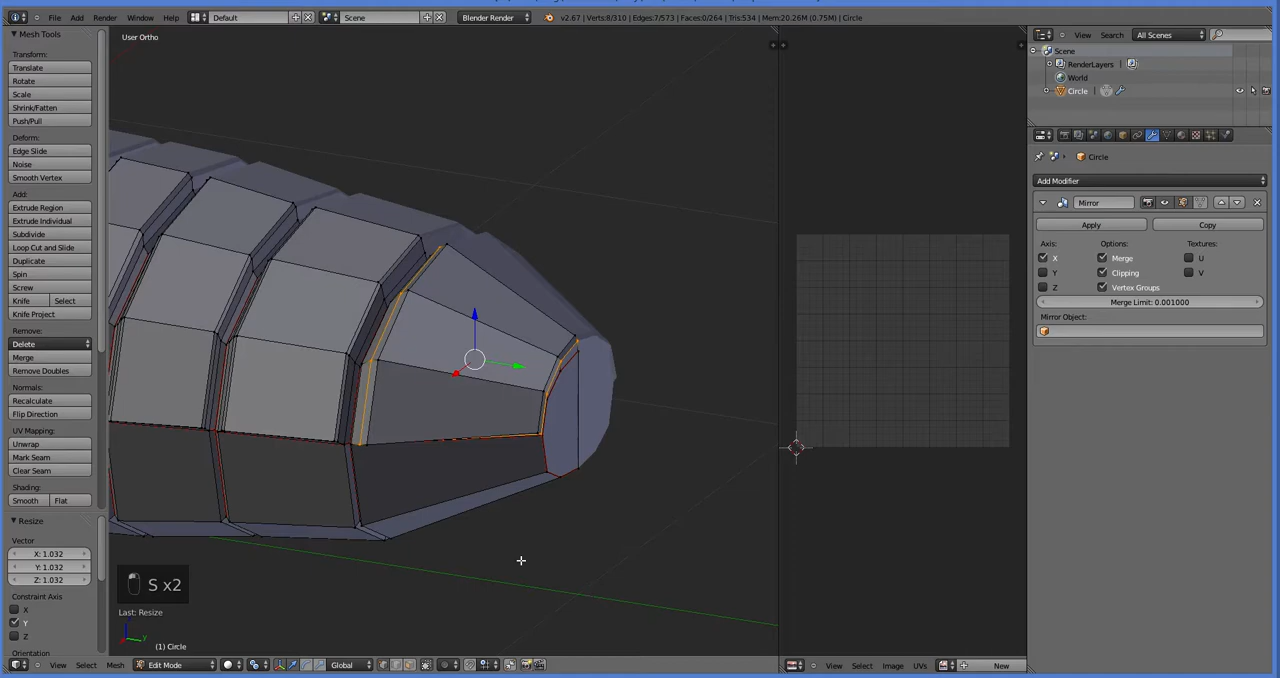 File Add Render Window Help Default Scene Blender Render v2.67 | Verts:8/310 | Edges:7/573 | Faces:0/264 | Tris:534 | Mem:20.26M (0.75M) | Circle
Mesh Tools
Transform:
Translate
Rotate
Scale
Shrink/Fatten
Push/Pull
Deform:
Edge Slide
Noise
Smooth Vertex
Add:
Extrude Region
Extrude Individual
Subdivide
Loop Cut and Slide
Duplicate
Spin
Screw
Knife Select
Knife Project
Remove:
Delete
Merge
Remove Doubles
Normals:
Recalculate
Flip Direction
UV Mapping:
Unwrap
Mark Seam
Clear Seam
Shading:
Smooth Flat
Resize
Vector
X: 1.032
Y: 1.032
Z: 1.032
Constraint Axis
X
Y
Z
Orientation
User Ortho
S x2
Last: Resize
z
y
(1) Circle
View Select Mesh Edit Mode Global
View Select Image UVs New
View Search All Scenes
Scene
RenderLayers
World
Circle
Circle
Add Modifier
Mirror
Apply Copy
Axis: Options: Textures:
X Merge U
Y Clipping V
Z Vertex Groups
Merge Limit: 0.001000
Mirror Object: